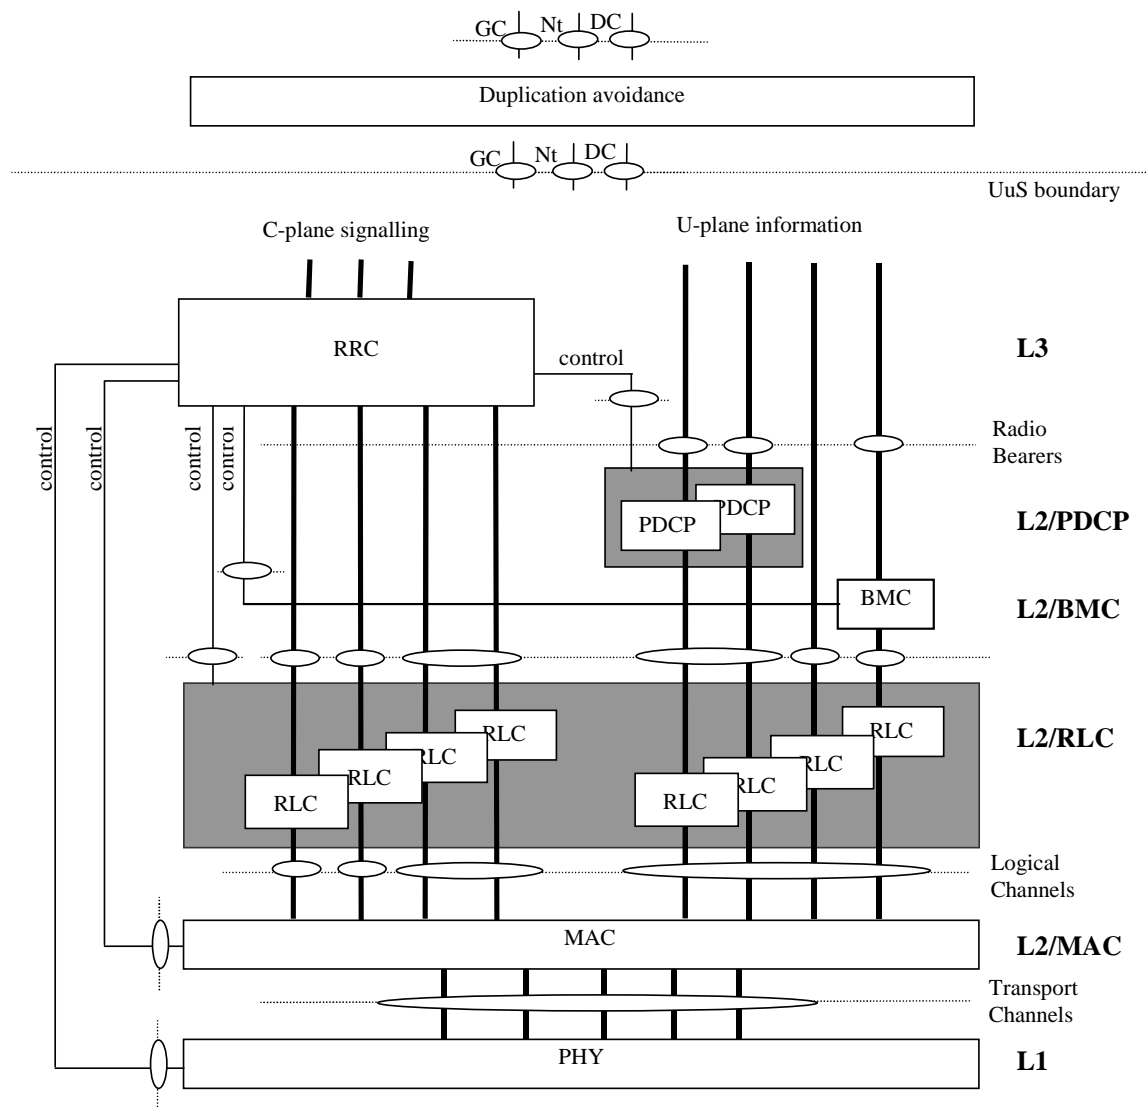 GC Nt DC
Duplication avoidance
GC Nt DC
UuS boundary
C-plane signalling
U-plane information
RRC
control
L3
control
control
control
control
Radio
Bearers
PDCP
PDCP
L2/PDCP
BMC
L2/BMC
RLC
RLC
RLC
RLC
RLC
RLC
RLC
RLC
L2/RLC
Logical
Channels
MAC
L2/MAC
Transport
Channels
PHY
L1